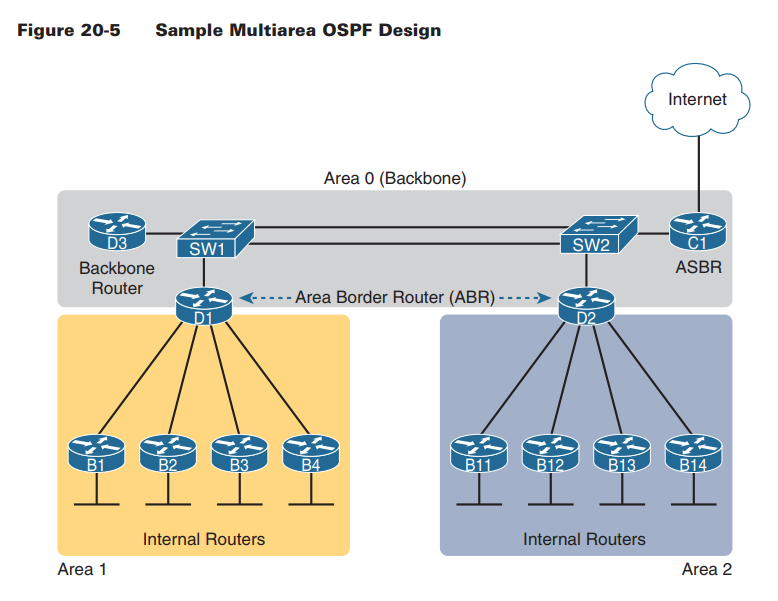 Figure 20-5 Sample Multiarea OSPF Design
Internet
Area 0 (Backbone)
D3
SW1
SW2
C1
Backbone
Router
ASBR
Area Border Router (ABR)
D1
D2
B1
B2
B3
B4
B11
B12
B13
B14
Internal Routers
Internal Routers
Area 1
Area 2